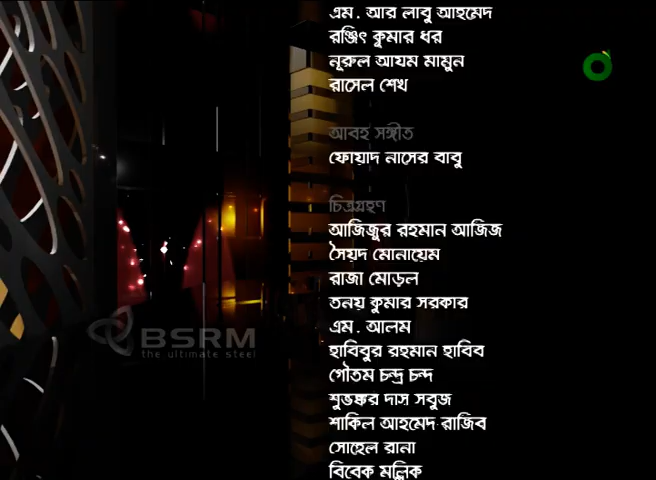 এম. আর লাবু আহমেদ
রঞ্জিৎ কুমার ধর
নূরুল আযম মামুন
রাসেল শেখ
আবহ সঙ্গীত
ফোয়াদ নাসের বাবু
চিত্রগ্রহণ
আজিজুর রহমান আজিজ
সৈয়দ মোনায়েম
রাজা মোড়ল
তনয় কুমার সরকার
এম. আলম
হাবিবুর রহমান হাবিব
গৌতম চন্দ্র চন্দ
শুভঙ্কর দাস সবুজ
শাকিল আহমেদ রাজিব
সোহেল রানা
বিবেক মল্লিক
BSRM
the ultimate steel